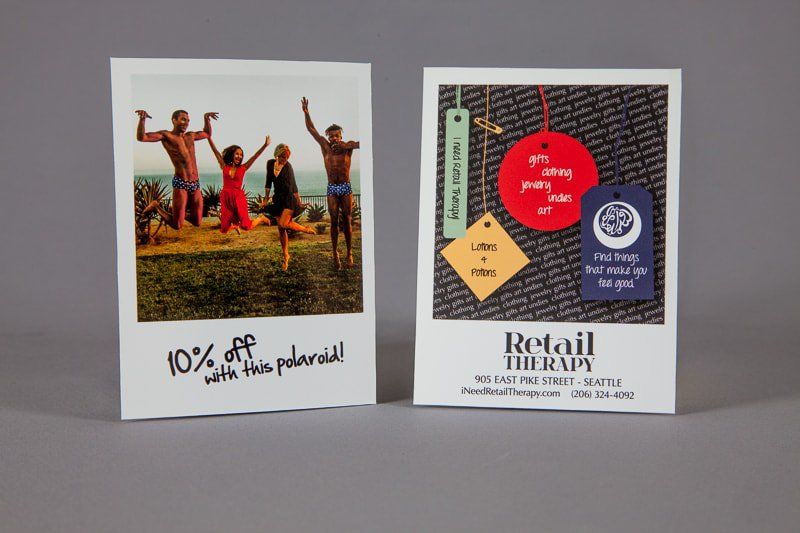 10% off
with this polaroid!
I need Retail Therapy
gifts
clothing
jewelry
undies
art
Lotions
&
Potions
Find things
that make you
feel good.
Retail
THERAPY
905 EAST PIKE STREET - SEATTLE
iNeedRetailTherapy.com (206) 324-4092